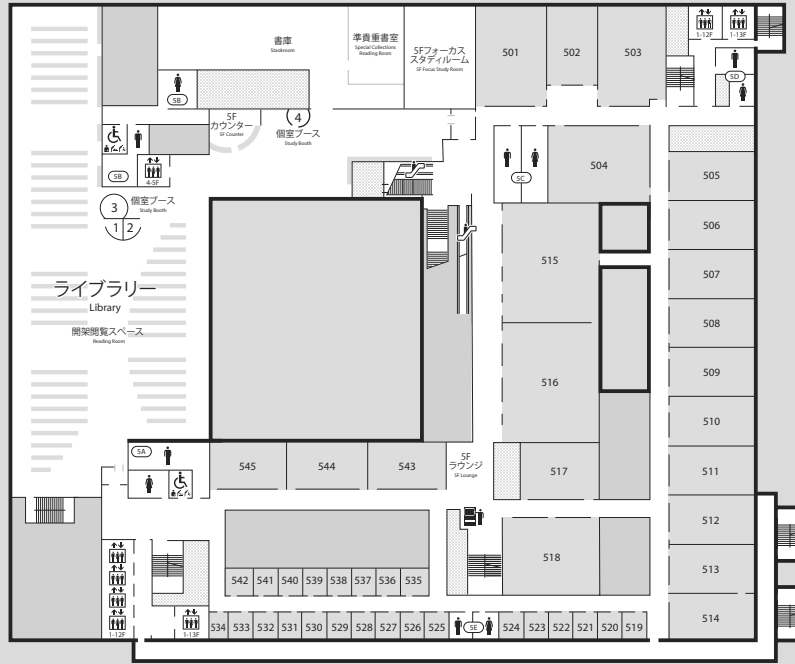 書庫
Stackroom
準貴重書室
Special Collections
Reading Room
5Fフォーカス
スタディルーム
5F Focus Study Room
501
502
503
1-12F
1-13F
5D
5B
5F
カウンター
5F Counter
4
個室ブース
Study Booth
5B
4-5F
5C
504
505
3
個室ブース
Study Booth
1
2
506
515
507
ライブラリー
Library
開架閲覧スペース
Reading Room
508
516
509
510
5A
545
544
543
5F
ラウンジ
5F Lounge
517
511
512
518
513
542
541
540
539
538
537
536
535
1-12F
1-13F
534
533
532
531
530
529
528
527
526
525
5E
524
523
522
521
520
519
514